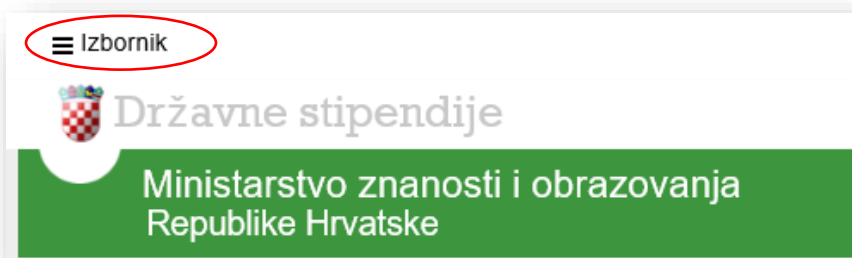 Izbornik
Državne stipendije
Ministarstvo znanosti i obrazovanja
Republike Hrvatske